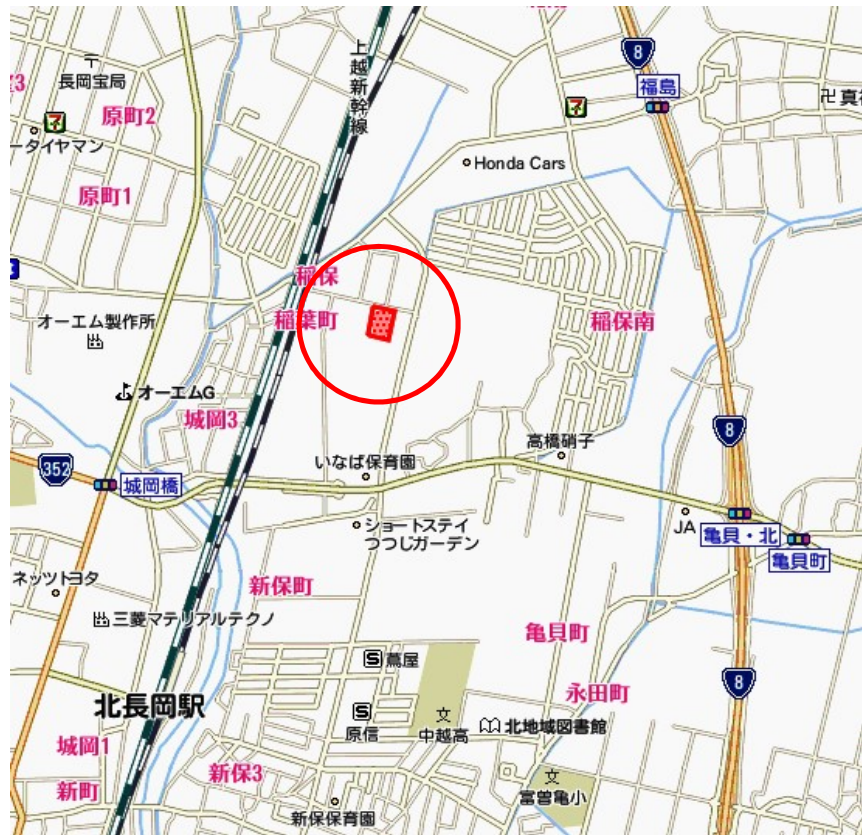 8
福島
長岡宝局
上越新幹線
7
7
原町2
タイヤマン
Honda Cars
原町1
稲保
稲葉町
稲保南
オーエム製作所
オーエムG
城岡3
8
高橋硝子
いなば保育園
352
城岡橋
ショートステイ
つつじガーデン
JA
亀貝・北
亀貝町
ネッツトヨタ
新保町
三菱マテリアルテクノ
亀貝町
S
蔦屋
8
永田町
北長岡駅
S
原信
文
中越高
北地域図書館
城岡1
新保3
新町
文
富曽亀小
新保保育園